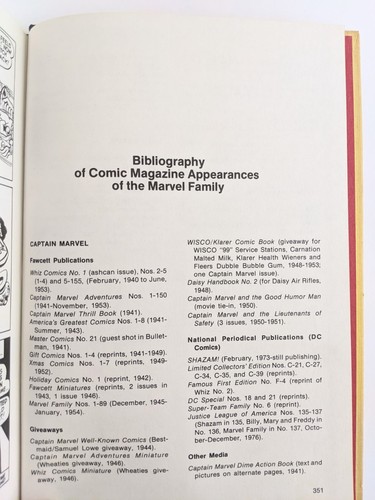 Bibliography
of Comic Magazine Appearances
of the Marvel Family
CAPTAIN MARVEL
Fawcett Publications
Whiz Comics No. 1 (ashcan issue), Nos. 2-5
(1-4) and 5-155, (February, 1940 to June,
1953).
Captain Marvel Adventures Nos. 1-150
(1941-November, 1953).
Captain Marvel Thrill Book (1941).
America's Greatest Comics Nos. 1-8 (1941-
Summer, 1943).
Master Comics No. 21 (guest shot in Bullet-
man, 1941).
Gift Comics Nos. 1-4 (reprints, 1941-1949).
Xmas Comics Nos. 1-7 (reprints, 1949-
1952).
Holiday Comics No. 1 (reprint, 1942).
Fawcett Miniatures (reprints, 2 issues in
1943, 1 issue 1946).
Marvel Family Nos. 1-89 (December, 1945-
January, 1954).
Giveaways
Captain Marvel Well-Known Comics (Best-
maid/Samuel Lowe giveaway, 1944).
Captain Marvel Adventures Miniature
(Wheaties giveaway, 1946).
Whiz Comics Miniature (Wheaties give-
away, 1946).
WISCO/Klarer Comic Book (giveaway for
WISCO "99" Service Stations, Carnation
Malted Milk, Klarer Health Wieners and
Fleers Dubble Bubble Gum, 1948-1953;
one Captain Marvel issue).
Daisy Handbook No. 2 (for Daisy Air Rifles,
1948).
Captain Marvel and the Good Humor Man
(movie tie-in, 1950).
Captain Marvel and the Lieutenants of
Safety (3 issues, 1950-1951).
National Periodical Publications (DC
Comics)
SHAZAM! (February, 1973-still publishing).
Limited Collectors' Edition Nos. C-21, C-27,
C-34, C-35, and C-39 (reprints).
Famous First Edition No. F-4 (reprint of
Whiz No. 2).
DC Special Nos. 18 and 21 (reprints).
Super-Team Family No. 6 (reprint).
Justice League of America Nos. 135-137
(Shazam in 135, Billy, Mary and Freddy in
No. 136, Marvel Family in No. 137, Octo-
ber-December, 1976).
Other Media
Captain Marvel Dime Action Book (text and
pictures on alternate pages, 1941).
351